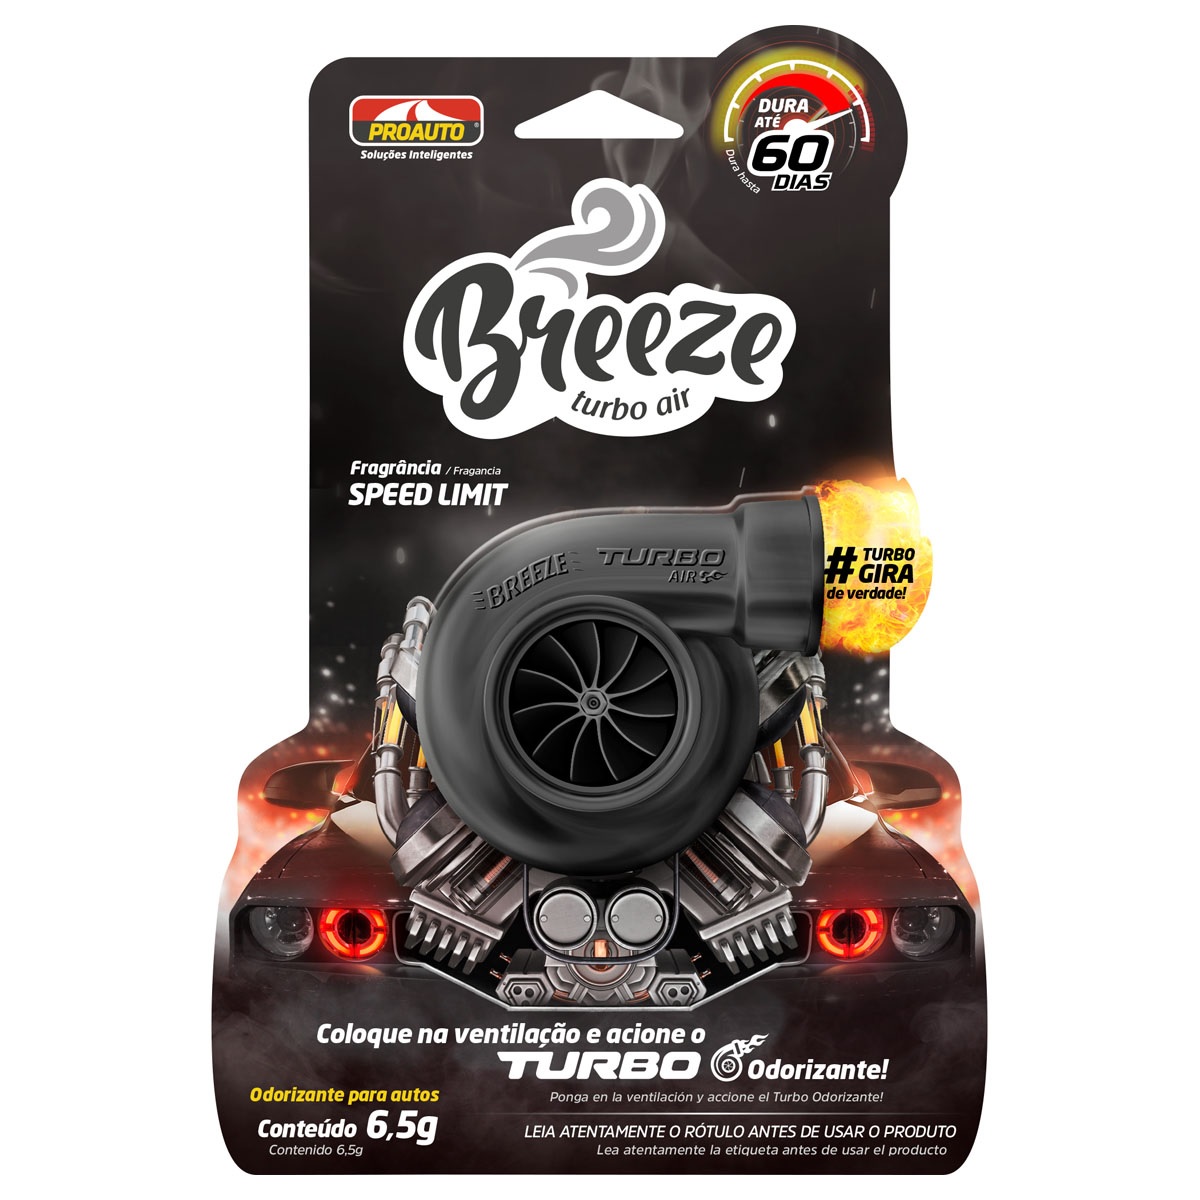 PROAUTO
Soluções Inteligentes
DURA
ATÉ
60
DIAS
Dura hasta
Breeze
turbo air
Fragrância / Fragancia
SPEED LIMIT
BREEZE TURBO
AIR
# TURBO
GIRA
de verdade!
Coloque na ventilação e acione o
TURBO Odorizante!
Ponga en la ventilación y accione el Turbo Odorizante!
Odorizante para autos
Conteúdo 6,5g
Contenido 6,5g
LEIA ATENTAMENTE O RÓTULO ANTES DE USAR O PRODUTO
Lea atentamente la etiqueta antes de usar el producto